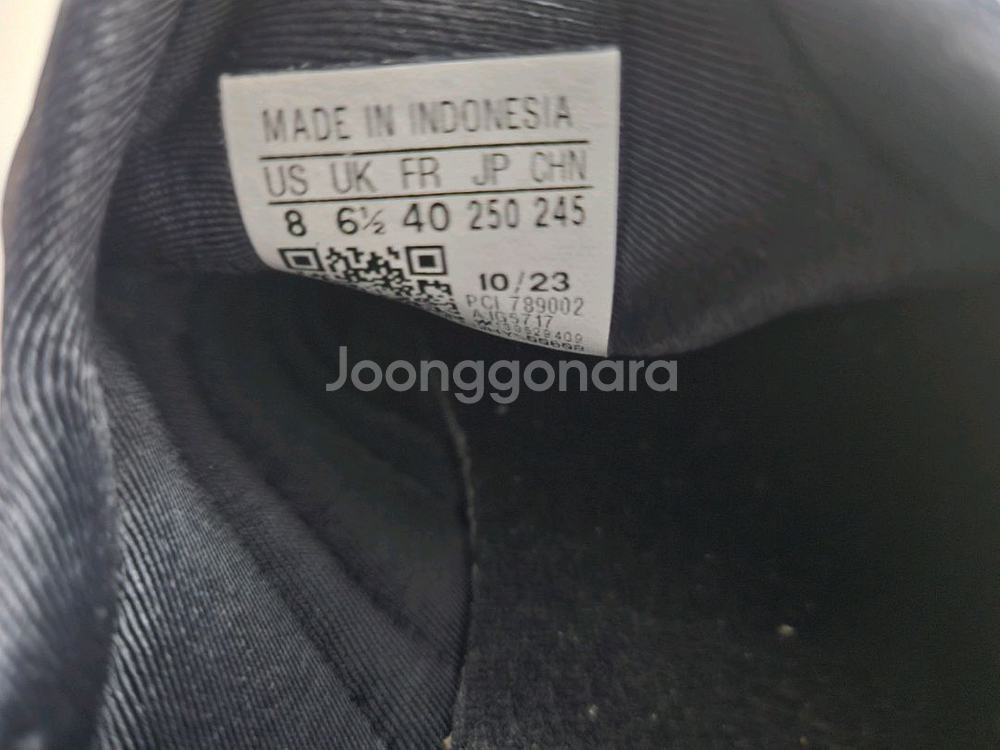 MADE IN INDONESIA
US UK FR JP CHN
8 6½ 40 250 245
10/23
PCI 789002
Joonggonara